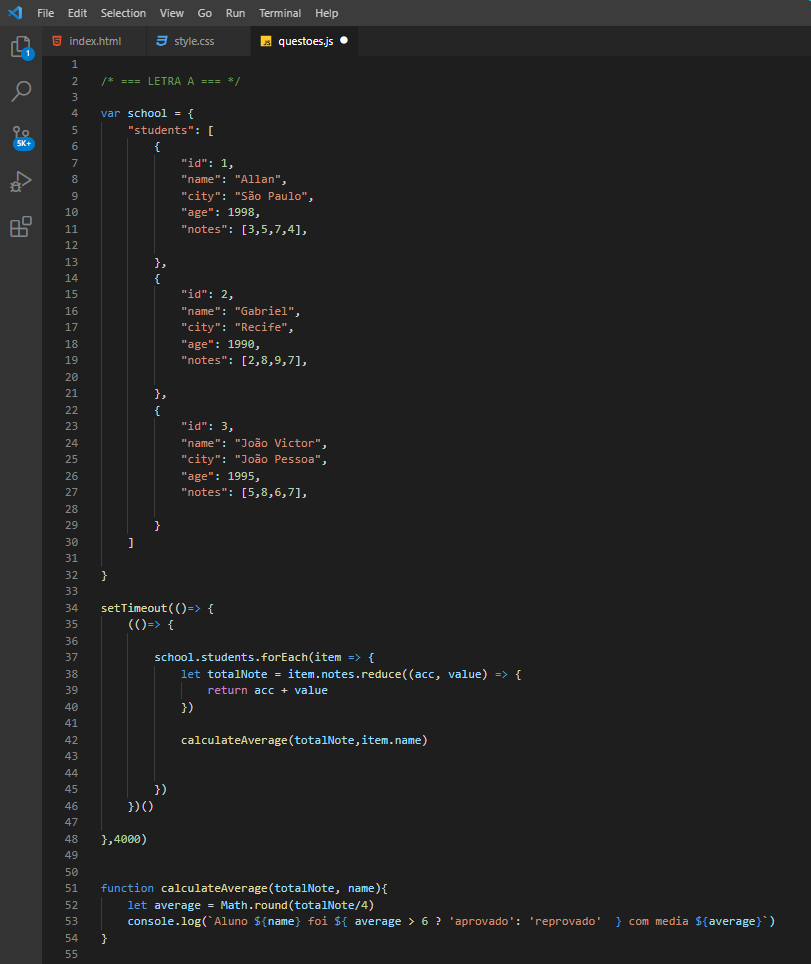 File Edit Selection View Go Run Terminal Help
index.html style.css questoes.js
1
5K+
1
2 /* === LETRA A === */
3
4 var school = {
5 "students": [
6 {
7 "id": 1,
8 "name": "Allan",
9 "city": "São Paulo",
10 "age": 1998,
11 "notes": [3,5,7,4],
12
13 },
14 {
15 "id": 2,
16 "name": "Gabriel",
17 "city": "Recife",
18 "age": 1990,
19 "notes": [2,8,9,7],
20
21 },
22 {
23 "id": 3,
24 "name": "João Victor",
25 "city": "João Pessoa",
26 "age": 1995,
27 "notes": [5,8,6,7],
28
29 }
30 ]
31
32 }
33
34 setTimeout(()=> {
35 (()=> {
36
37 school.students.forEach(item => {
38 let totalNote = item.notes.reduce((acc, value) => {
39 return acc + value
40 })
41
42 calculateAverage(totalNote,item.name)
43
44
45 })
46 })()
47
48 },4000)
49
50
51 function calculateAverage(totalNote, name){
52 let average = Math.round(totalNote/4)
53 console.log(`Aluno ${name} foi ${ average > 6 ? 'aprovado': 'reprovado'  } com media ${average}`)
54 }
55